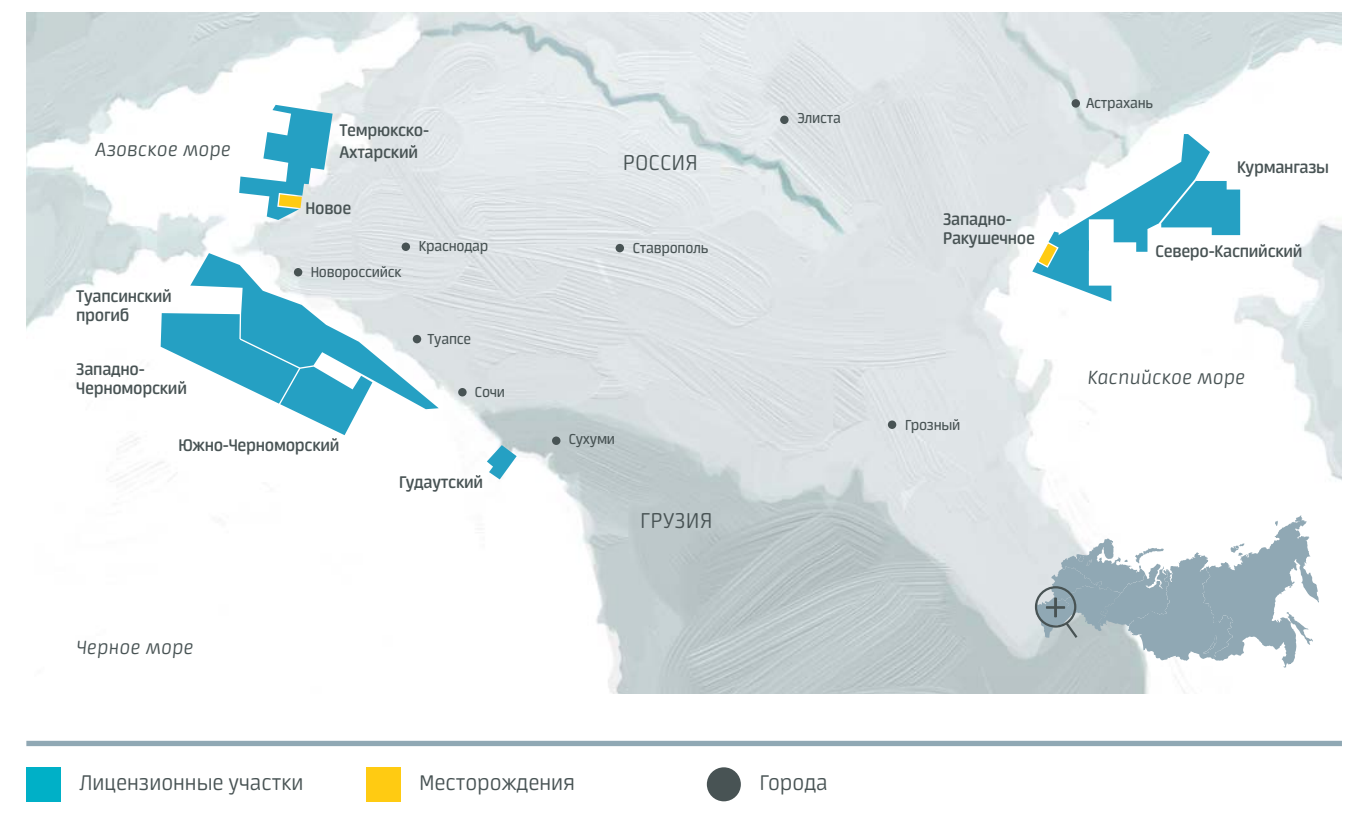 Астрахань
Элиста
Темрюкско-
Ахтарский
Азовское море
РОССИЯ
Курмангазы
Новое
Западно-
Ракушечное
Краснодар
Ставрополь
Северо-Каспийский
Новороссийск
Туапсинский
прогиб
Туапсе
Западно-
Черноморский
Каспийское море
Сочи
Грозный
Южно-Черноморский
Сухуми
Гудаутский
ГРУЗИЯ
Черное море
Лицензионные участки
Месторождения
Города